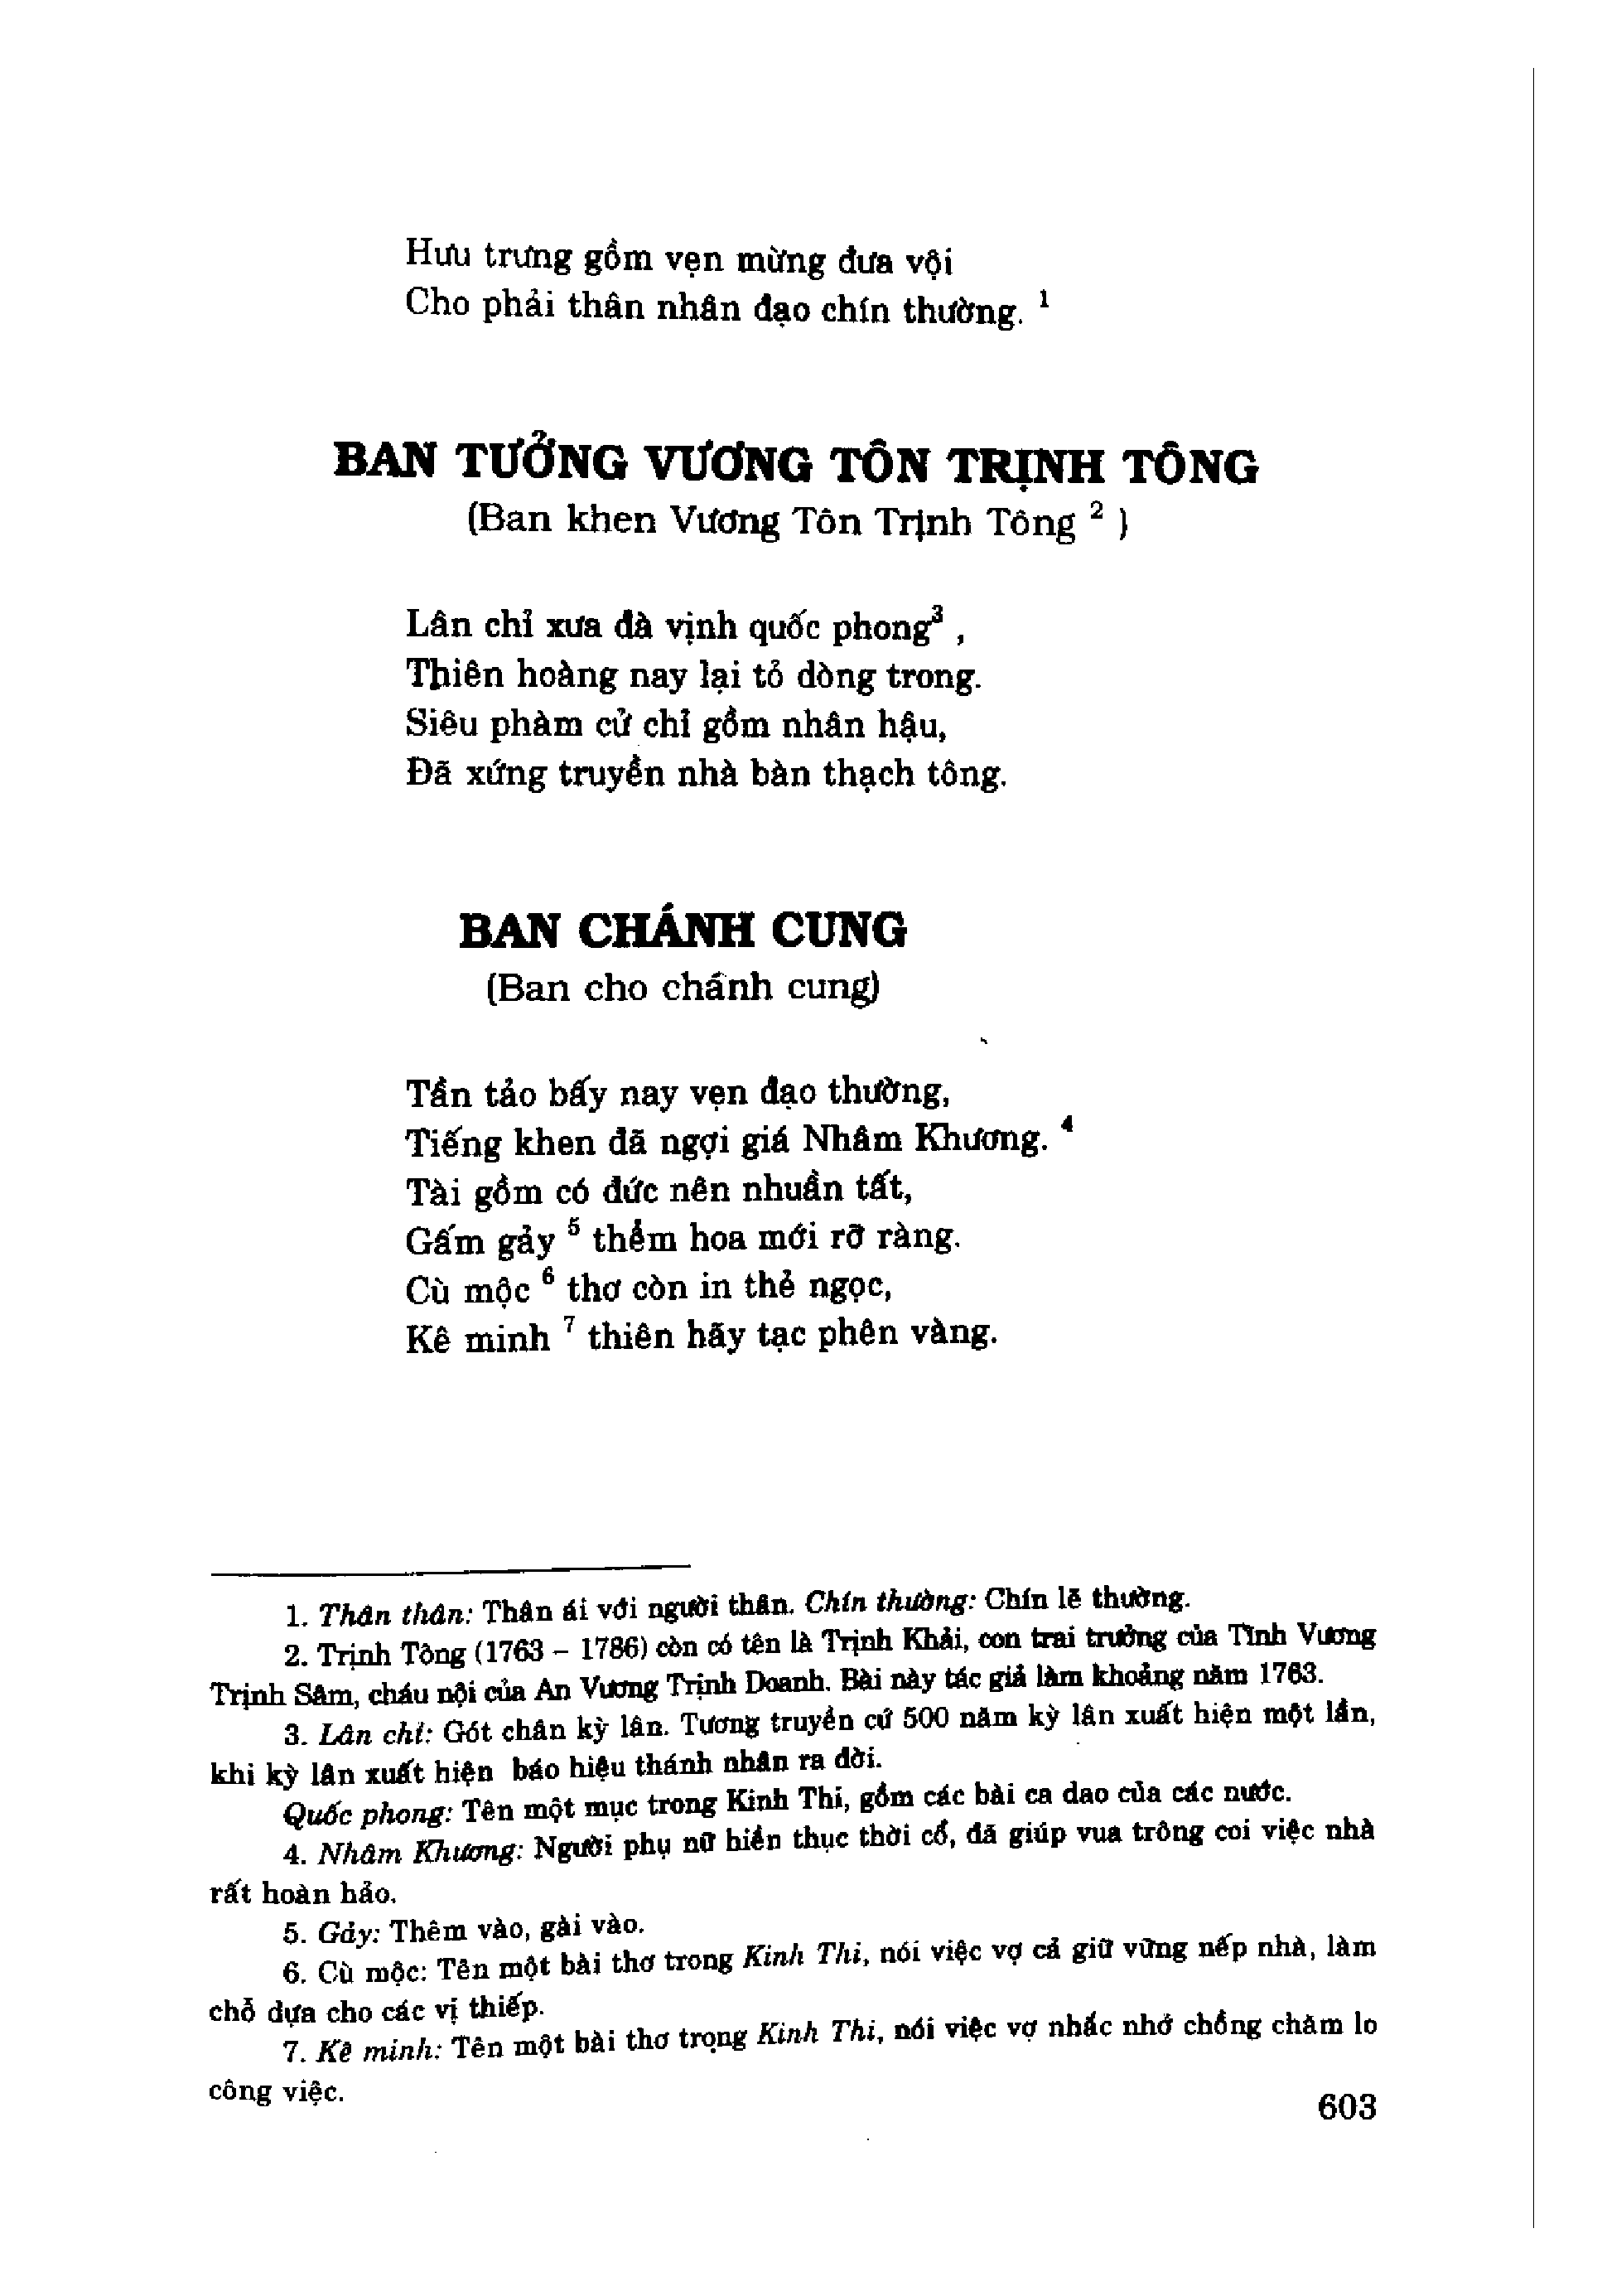 Hưu trưng gồm vẹn mừng đưa vội
Cho phải thân nhân đạo chín thường. 1
BAN TƯỞNG VƯƠNG TÔN TRỊNH TÔNG
(Ban khen Vương Tôn Trịnh Tông 2 )
Lân chỉ xưa đà vịnh quốc phong3 ,
Thiên hoàng nay lại tỏ dòng trong.
Siêu phàm cử chỉ gồm nhân hậu,
Đã xứng truyền nhà bàn thạch tông.
BAN CHÁNH CUNG
(Ban cho chánh cung)
Tần tảo bấy nay vẹn đạo thường,
Tiếng khen đã ngợi giá Nhâm Khương. 4
Tài gồm có đức nên nhuần tất,
Gấm gảy 5 thềm hoa mới rỡ ràng.
Cù mộc 6 thơ còn in thẻ ngọc,
Kê minh 7 thiên hãy tạc phên vàng.
1. Thân thân: Thân ái với người thân. Chín thường: Chín lẽ thường.
2. Trịnh Tông (1763 – 1786) còn có tên là Trịnh Khải, con trai trưởng của Tĩnh Vương
Trịnh Sâm, cháu nội của An Vương Trịnh Doanh. Bài này tác giả làm khoảng năm 1763.
3. Lân chỉ: Gót chân kỳ lân. Tương truyền cứ 500 năm kỳ lân xuất hiện một lần,
khi kỳ lân xuất hiện báo hiệu thánh nhân ra đời.
Quốc phong: Tên một mục trong Kinh Thi, gồm các bài ca dao của các nước.
4. Nhâm Khương: Người phụ nữ hiền thục thời cổ, đã giúp vua trông coi việc nhà
rất hoàn hảo.
5. Gảy: Thêm vào, gài vào.
6. Cù mộc: Tên một bài thơ trong Kinh Thi, nói việc vợ cả giữ vững nếp nhà, làm
chỗ dựa cho các vị thiếp.
7. Kê minh: Tên một bài thơ trọng Kinh Thi, nói việc vợ nhắc nhở chồng chăm lo
công việc.
603